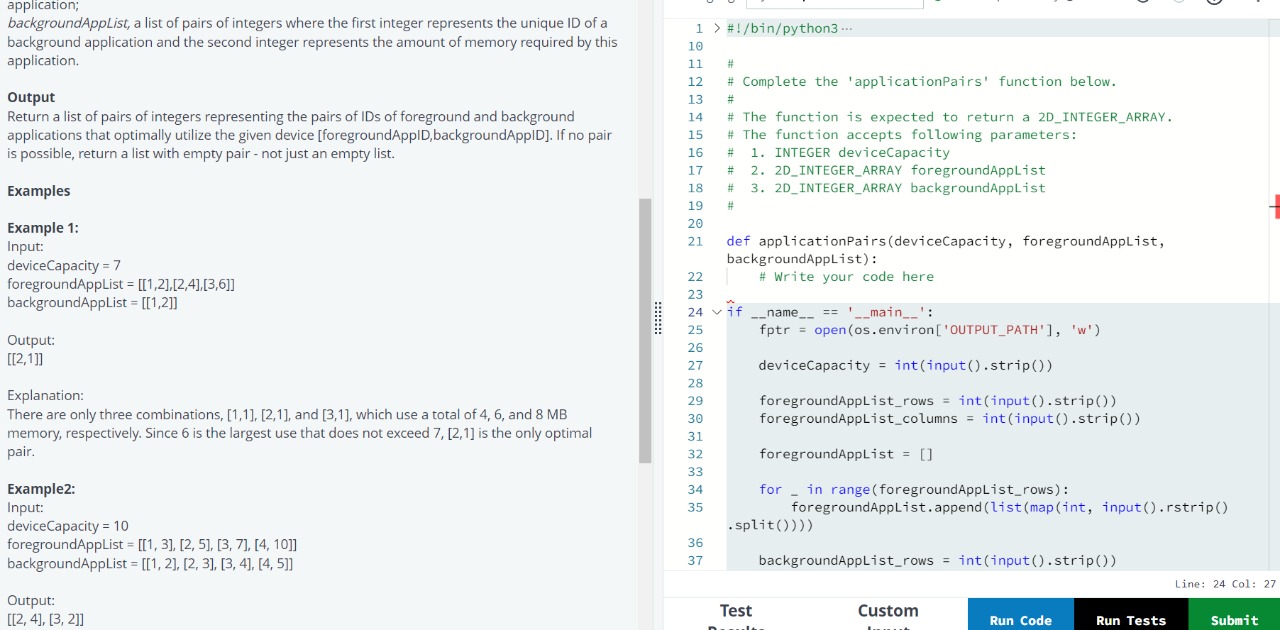 application;
backgroundAppList, a list of pairs of integers where the first integer represents the unique ID of a
background application and the second integer represents the amount of memory required by this
application.
Output
Return a list of pairs of integers representing the pairs of IDs of foreground and background
applications that optimally utilize the given device [foregroundAppID,backgroundAppID]. If no pair
is possible, return a list with empty pair - not just an empty list.
Examples
Example 1:
Input:
deviceCapacity = 7
foregroundAppList = [[1,2],[2,4],[3,6]]
backgroundAppList = [[1,2]]
Output:
[[2,1]]
Explanation:
There are only three combinations, [1,1], [2,1], and [3,1], which use a total of 4, 6, and 8 MB
memory, respectively. Since 6 is the largest use that does not exceed 7, [2,1] is the only optimal
pair.
Example2:
Input:
deviceCapacity = 10
foregroundAppList = [[1, 3], [2, 5], [3, 7], [4, 10]]
backgroundAppList = [[1, 2], [2, 3], [3, 4], [4, 5]]
Output:
[[2, 4], [3, 2]]
1 #!/bin/python3 ...
10
11 #
12 # Complete the 'applicationPairs' function below.
13 #
14 # The function is expected to return a 2D_INTEGER_ARRAY.
15 # The function accepts following parameters:
16 #  1. INTEGER deviceCapacity
17 #  2. 2D_INTEGER_ARRAY foregroundAppList
18 #  3. 2D_INTEGER_ARRAY backgroundAppList
19 #
20
21 def applicationPairs(deviceCapacity, foregroundAppList,
backgroundAppList):
22     # Write your code here
23
24 if __name__ == '__main__':
25     fptr = open(os.environ['OUTPUT_PATH'], 'w')
26
27     deviceCapacity = int(input().strip())
28
29     foregroundAppList_rows = int(input().strip())
30     foregroundAppList_columns = int(input().strip())
31
32     foregroundAppList = []
33
34     for _ in range(foregroundAppList_rows):
35         foregroundAppList.append(list(map(int, input().rstrip()
.split())))
36
37     backgroundAppList_rows = int(input().strip())
Line: 24 Col: 27
Test
Custom
Run Code
Run Tests
Submit